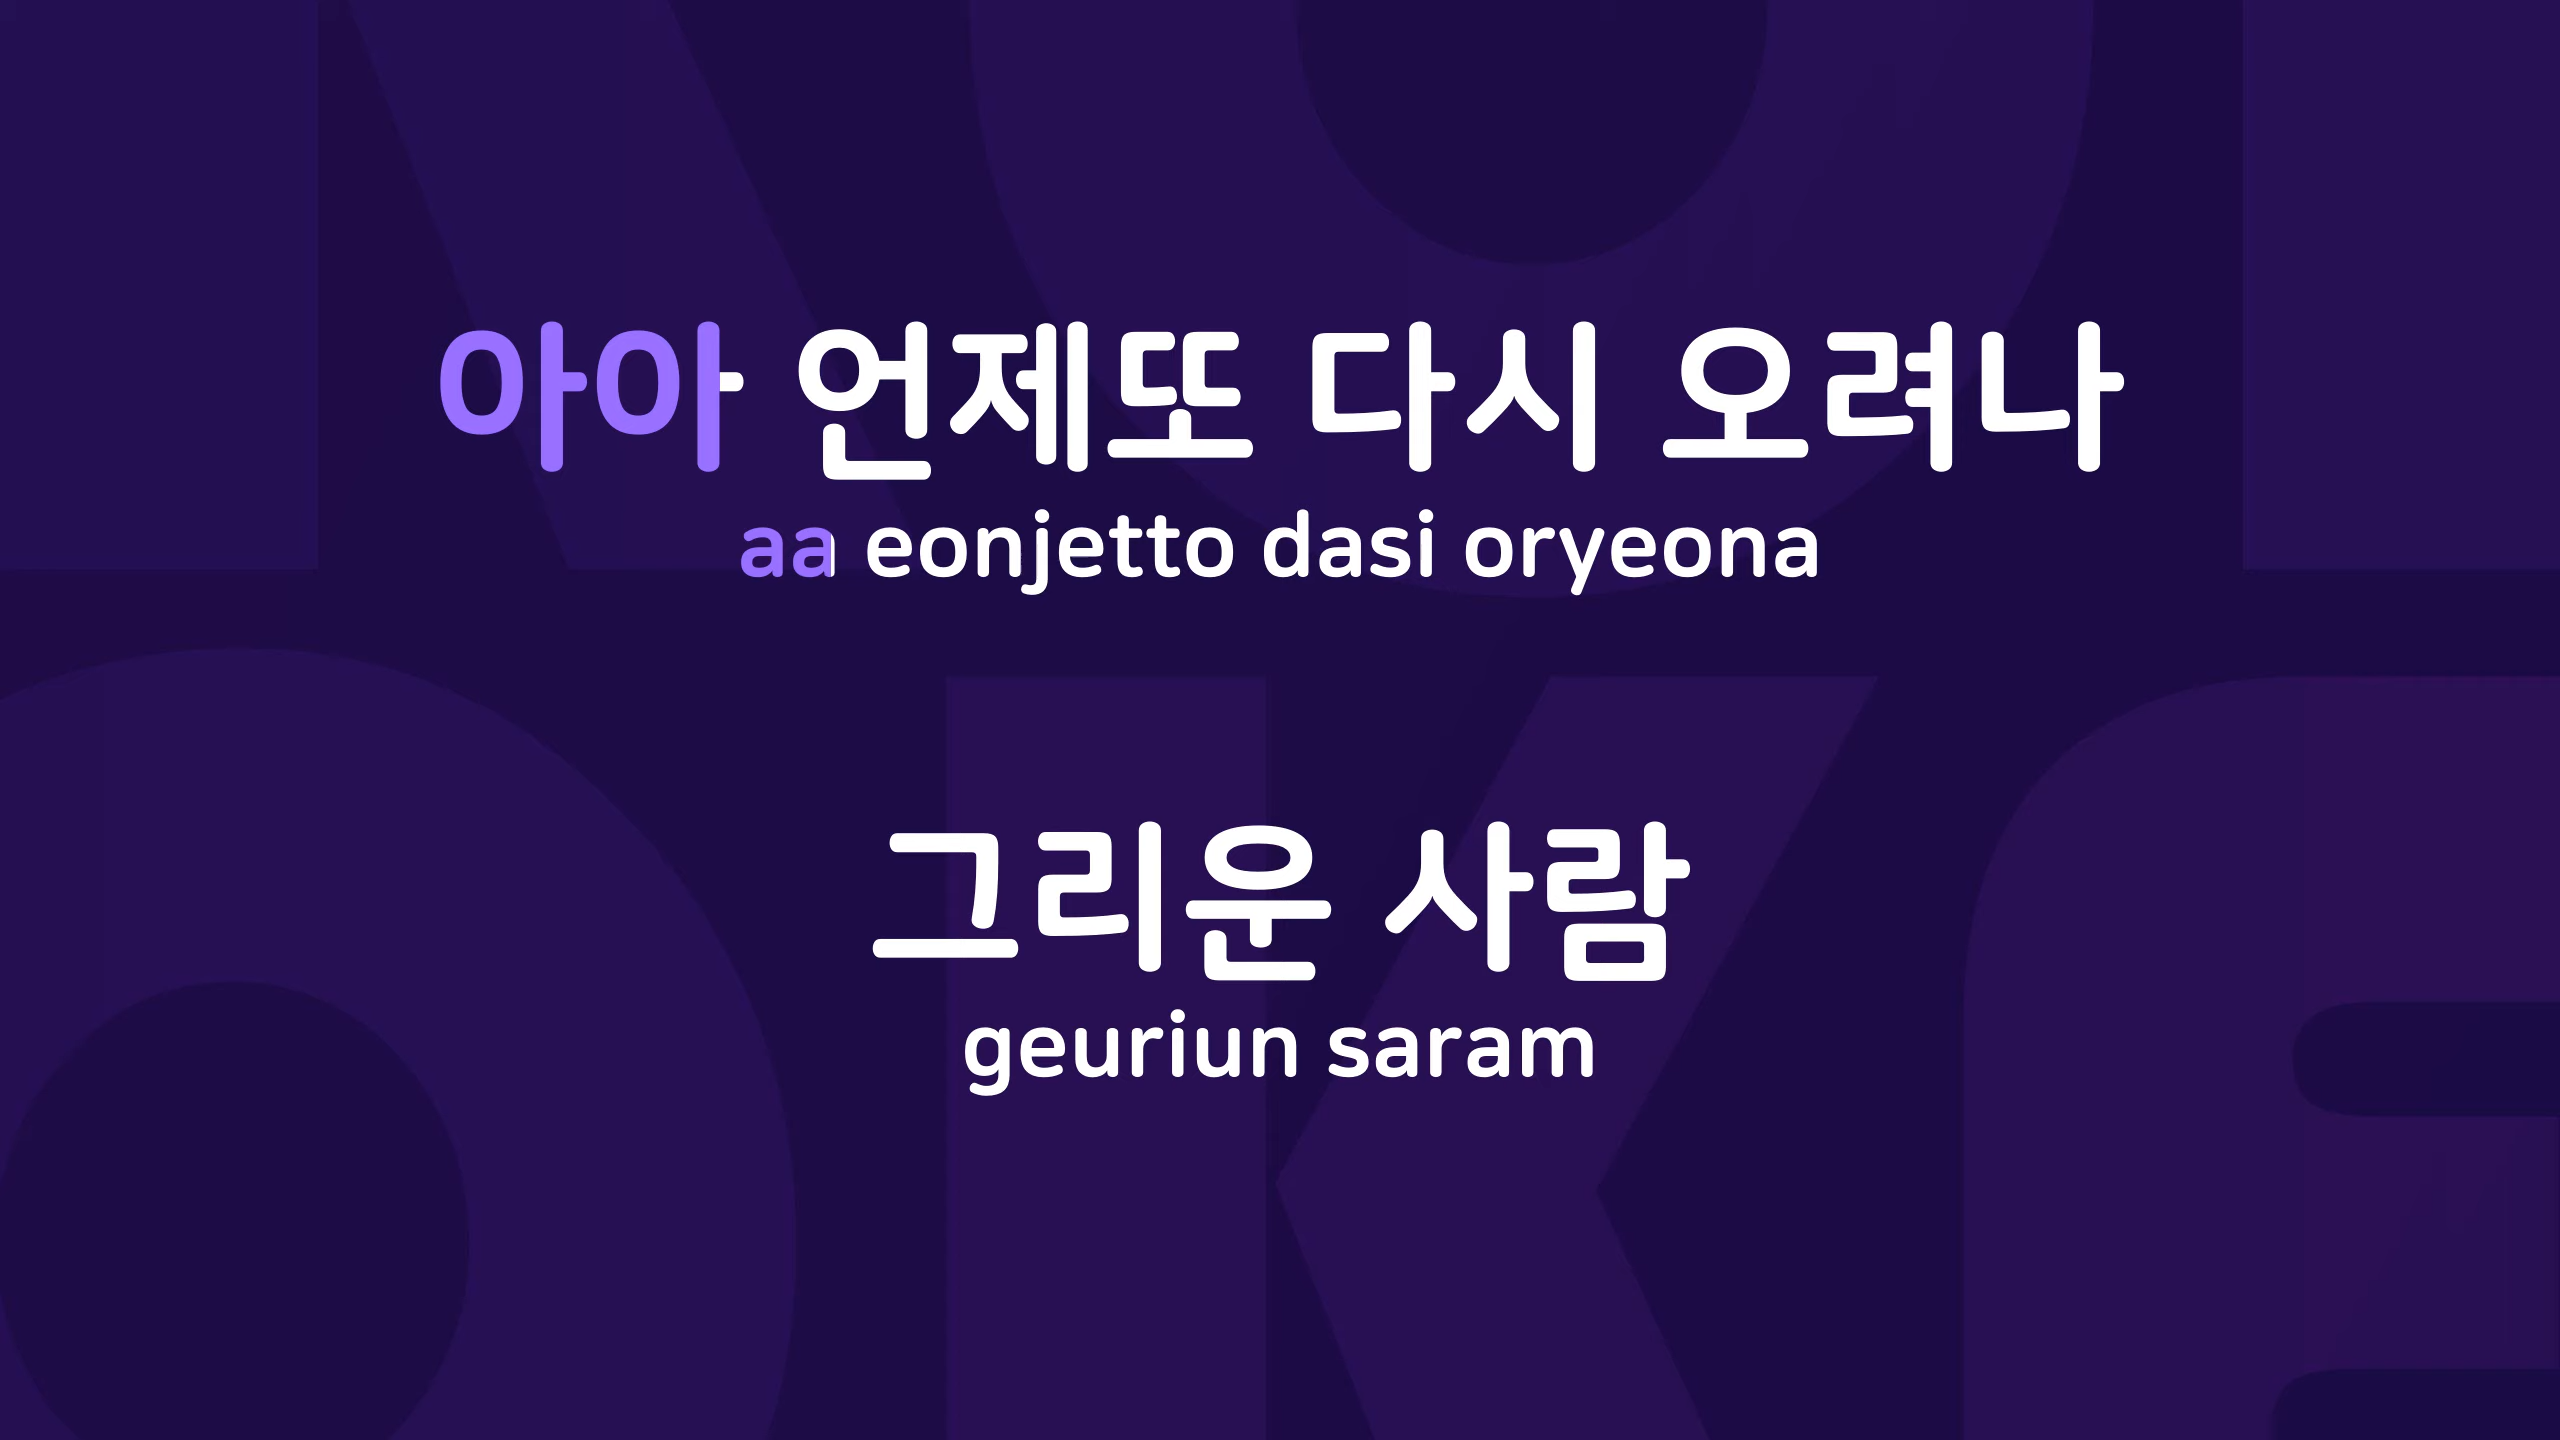 아아 언제또 다시 오려나
aa eonjetto dasi oryeona
그리운 사람
geuriun saram